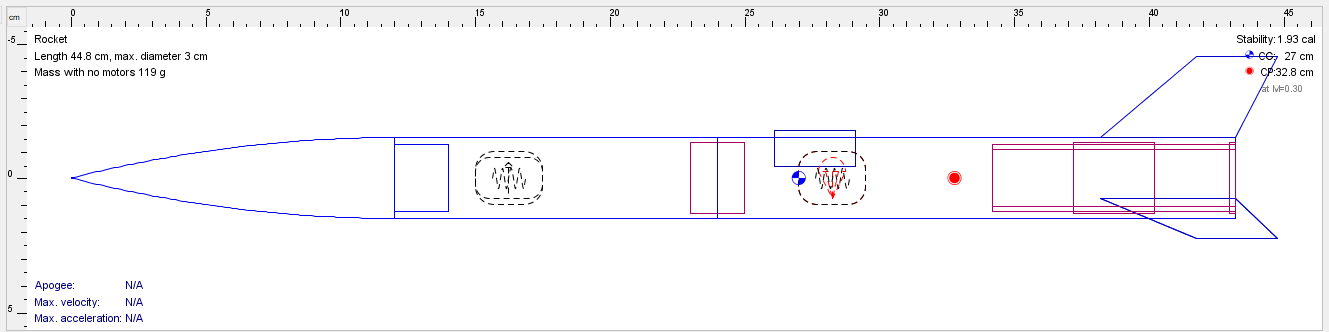 cm
0 5 10 15 20 25 30 35 40 45
-5
0
5
Rocket
Length 44.8 cm, max. diameter 3 cm
Mass with no motors 119 g
Stability: 1.93 cal
CG: 27 cm
CP: 32.8 cm
at M=0.30
Apogee: N/A
Max. velocity: N/A
Max. acceleration: N/A